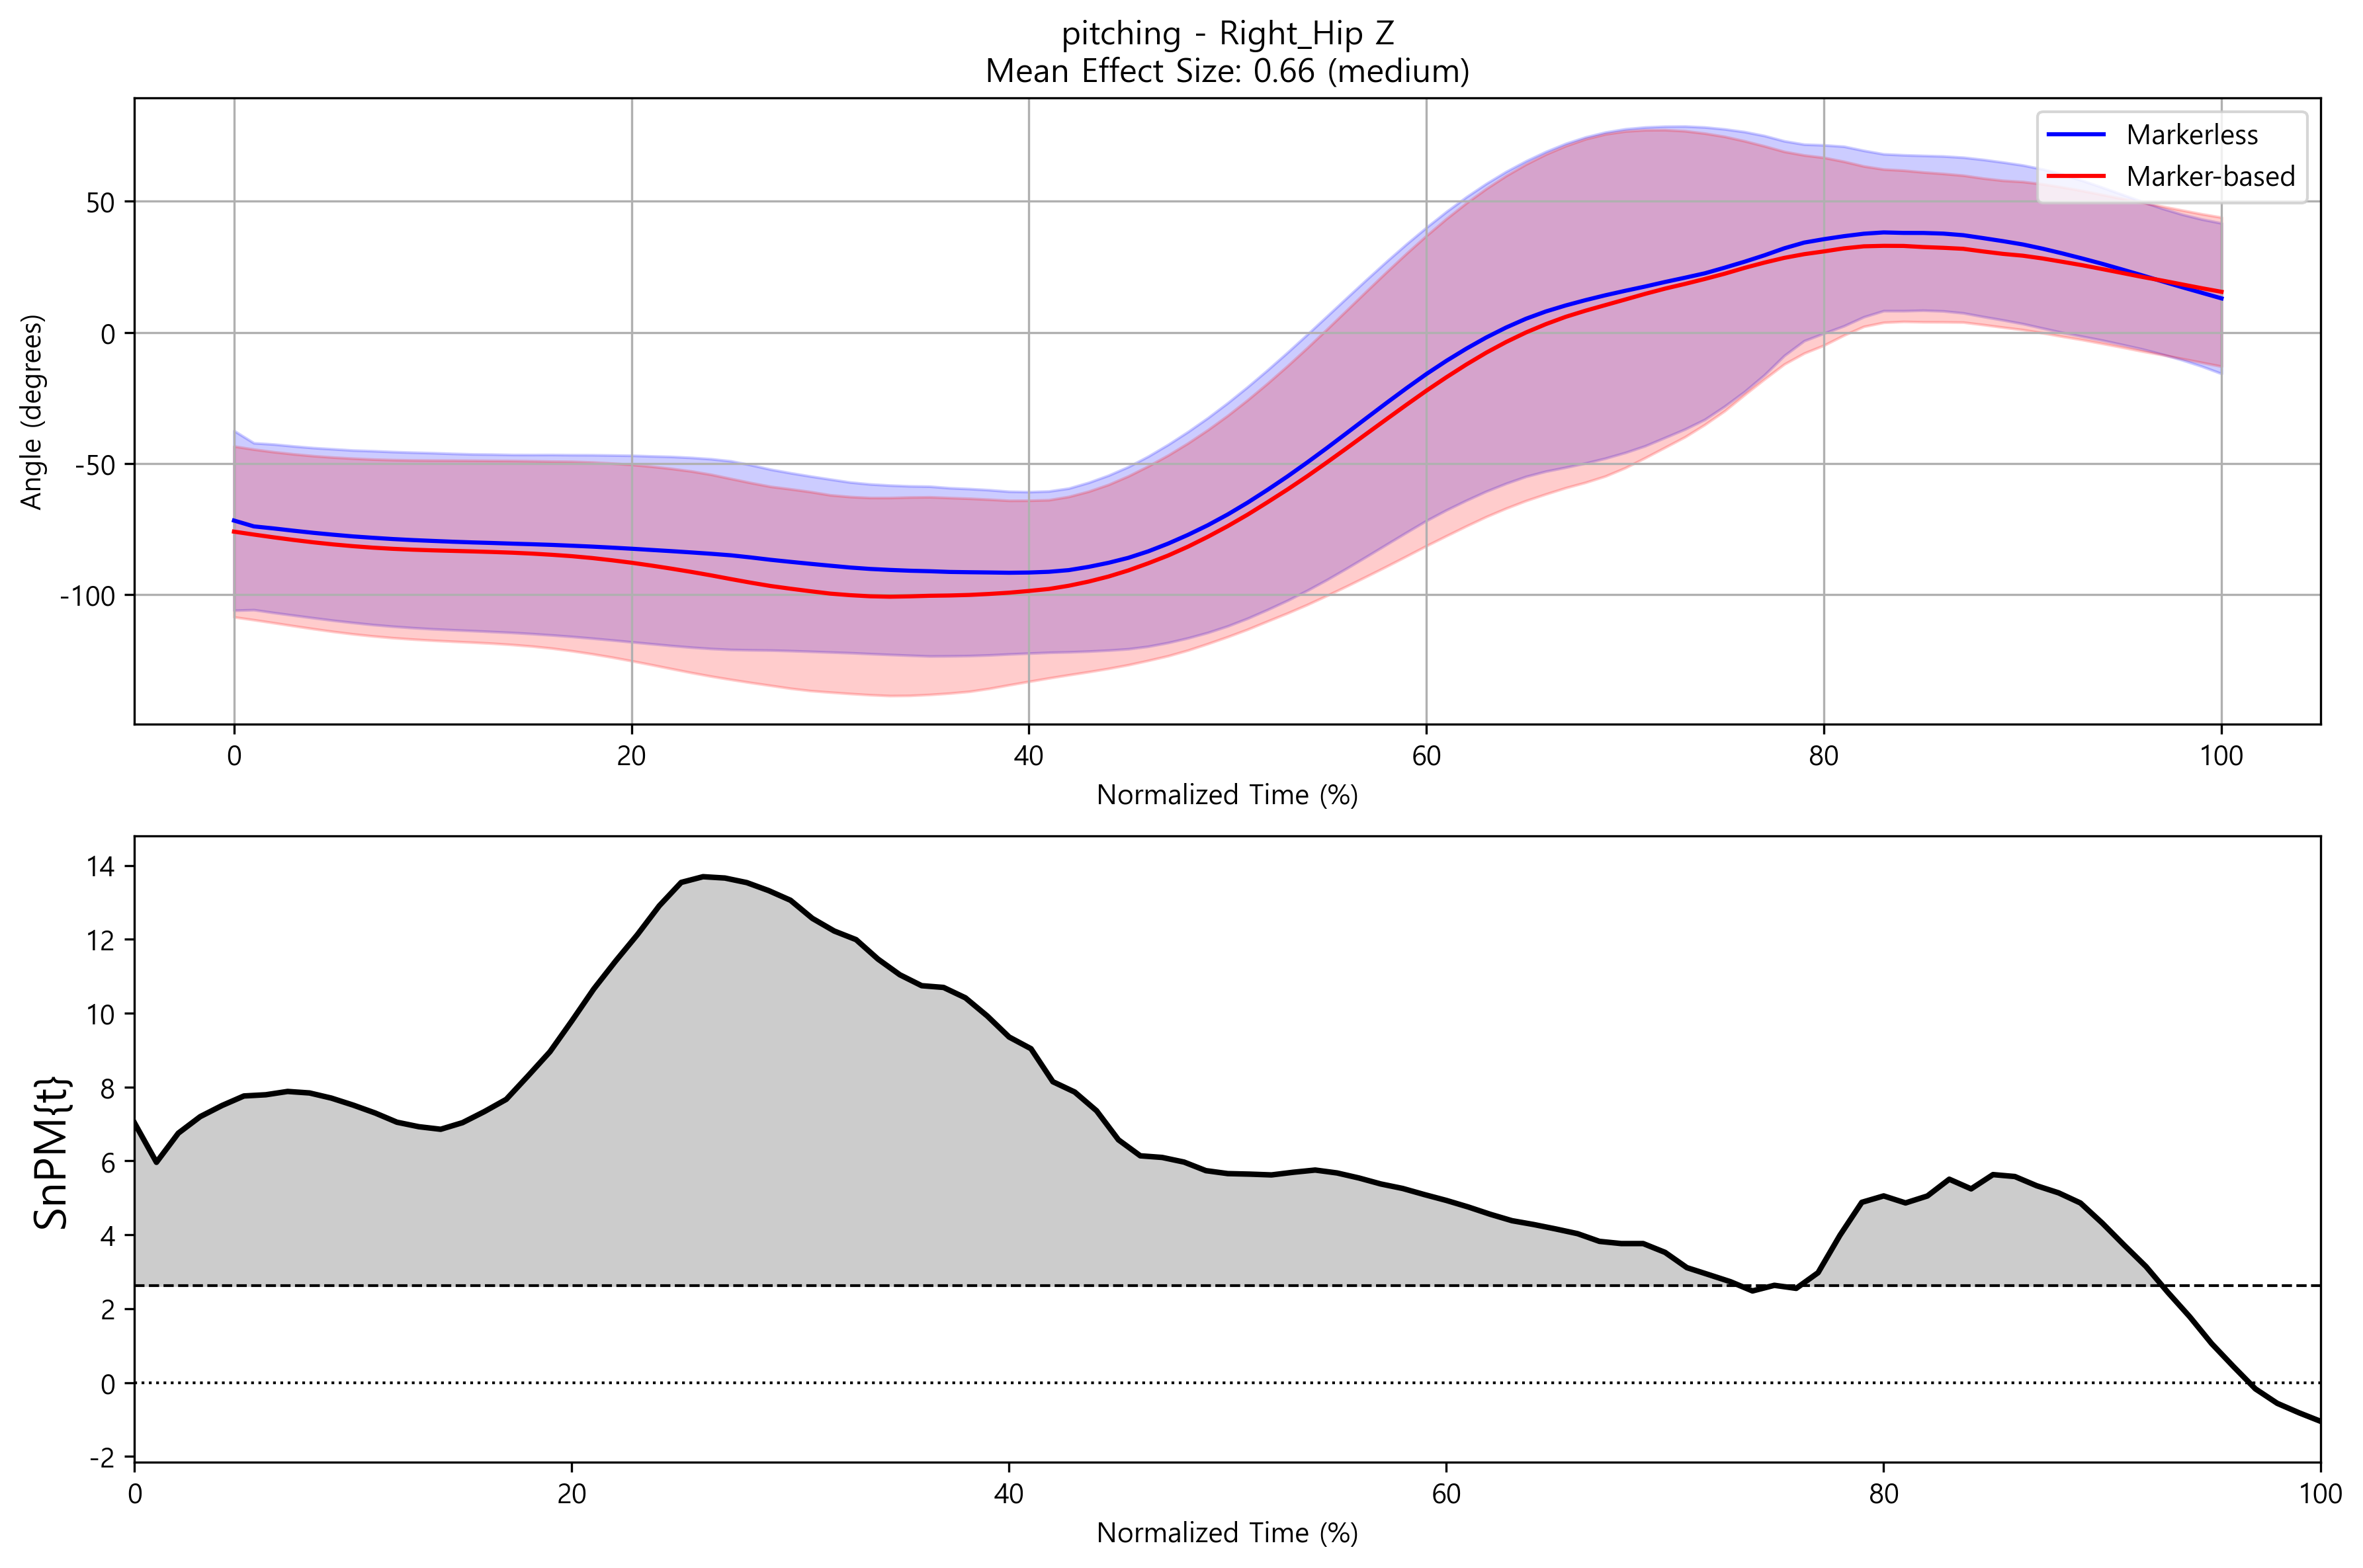 pitching - Right_Hip Z
Mean Effect Size: 0.66 (medium)
Markerless
Marker-based
Angle (degrees)
50
0
-50
-100
0 20 40 60 80 100
Normalized Time (%)
SnPM{t}
14
12
10
8
6
4
2
0
-2
0 20 40 60 80 100
Normalized Time (%)